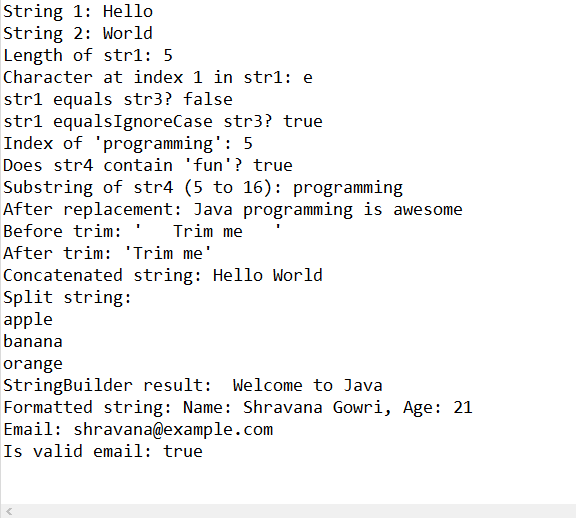 String 1: Hello
String 2: World
Length of str1: 5
Character at index 1 in str1: e
str1 equals str3? false
str1 equalsIgnoreCase str3? true
Index of 'programming': 5
Does str4 contain 'fun'? true
Substring of str4 (5 to 16): programming
After replacement: Java programming is awesome
Before trim: '   Trim me   '
After trim: 'Trim me'
Concatenated string: Hello World
Split string:
apple
banana
orange
StringBuilder result:  Welcome to Java
Formatted string: Name: Shravana Gowri, Age: 21
Email: shravana@example.com
Is valid email: true